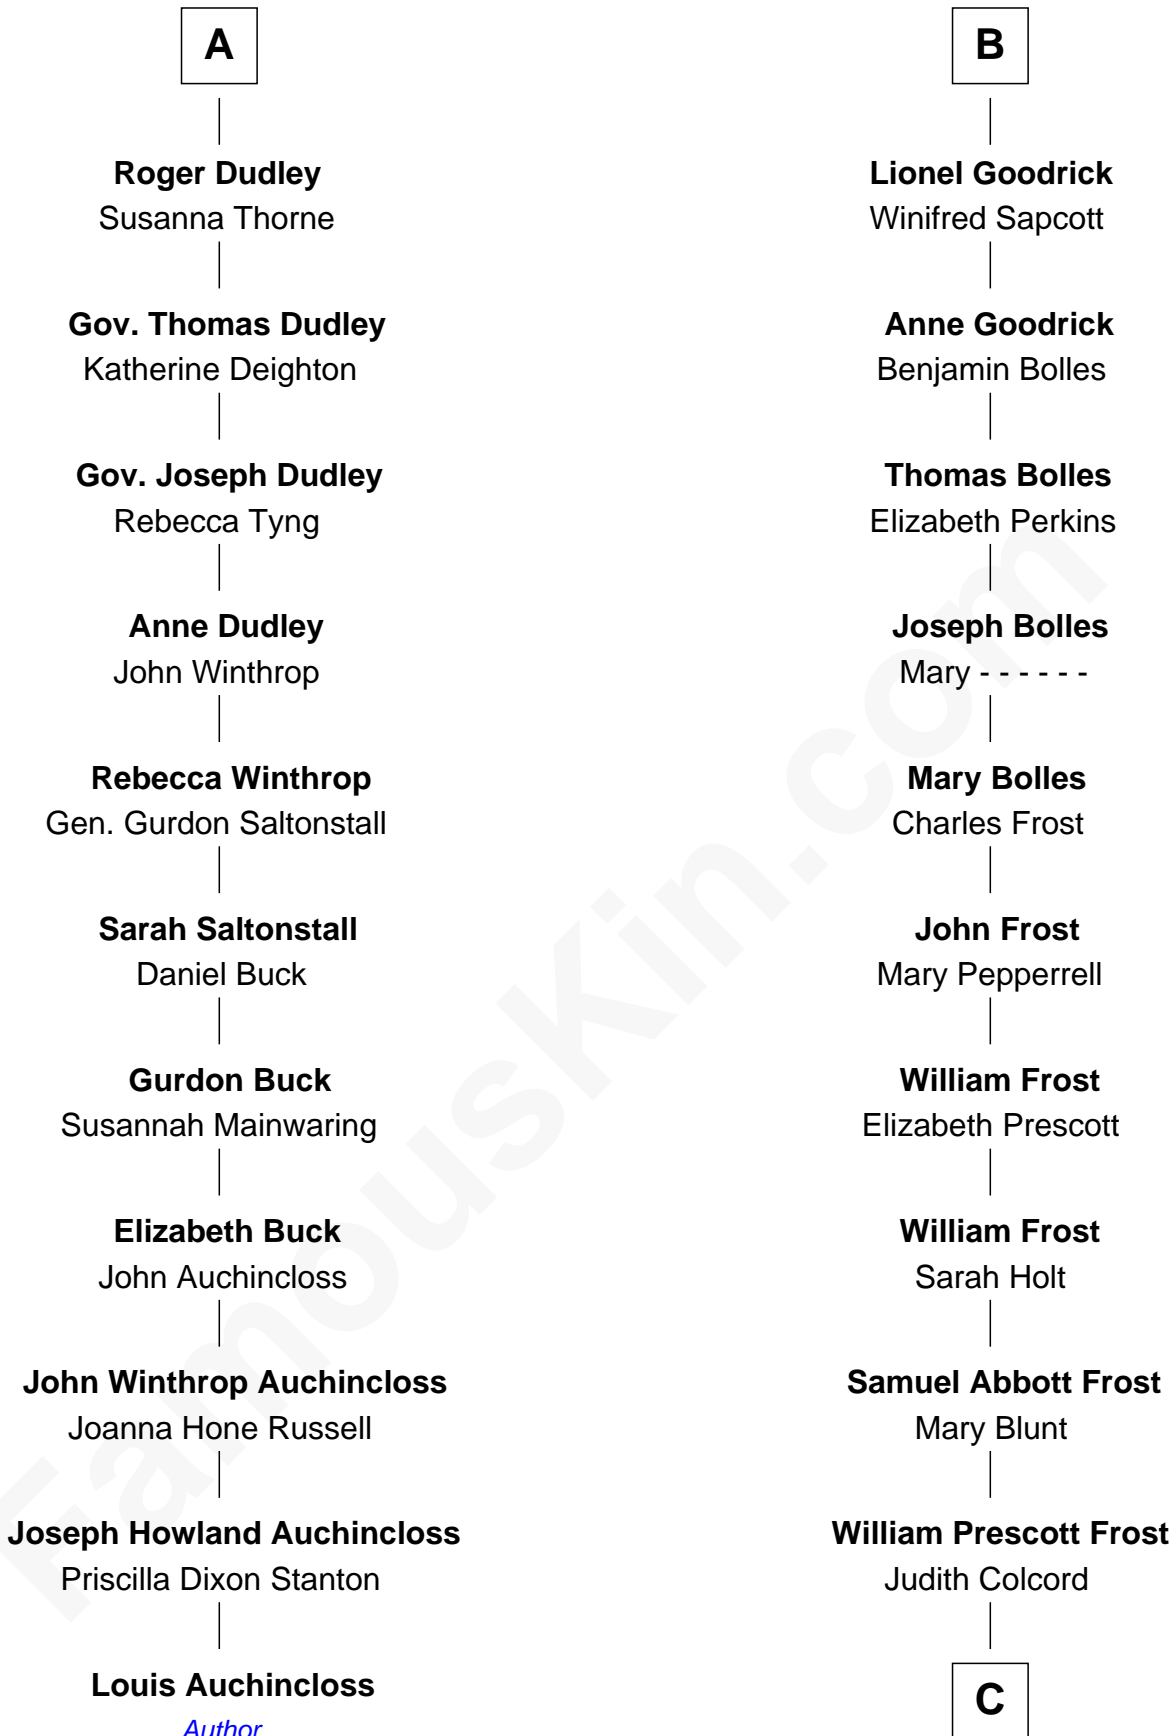 A
Roger Dudley
Susanna Thorne
Gov. Thomas Dudley
Katherine Deighton
Gov. Joseph Dudley
Rebecca Tyng
Anne Dudley
John Winthrop
Rebecca Winthrop
Gen. Gurdon Saltonstall
Sarah Saltonstall
Daniel Buck
Gurdon Buck
Susannah Mainwaring
Elizabeth Buck
John Auchincloss
John Winthrop Auchincloss
Joanna Hone Russell
Joseph Howland Auchincloss
Priscilla Dixon Stanton
Louis Auchincloss
Author
B
Lionel Goodrick
Winifred Sapcott
Anne Goodrick
Benjamin Bolles
Thomas Bolles
Elizabeth Perkins
Joseph Bolles
Mary - - - - - -
Mary Bolles
Charles Frost
John Frost
Mary Pepperrell
William Frost
Elizabeth Prescott
William Frost
Sarah Holt
Samuel Abbott Frost
Mary Blunt
William Prescott Frost
Judith Colcord
C
FamousKin.com